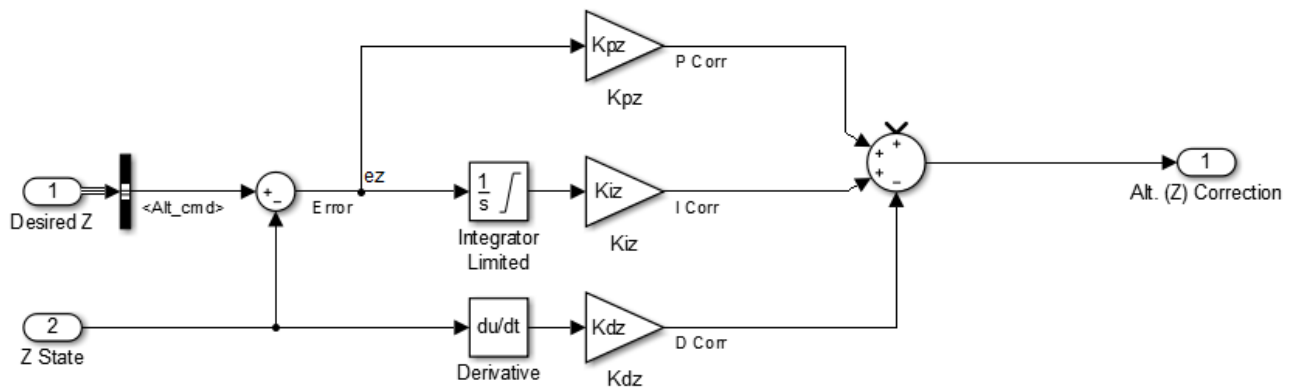 Kpz
P Corr
Kpz
1
Desired Z
<Alt_cmd>
+
−
Error
ez
1
s
Integrator
Limited
Kiz
I Corr
Kiz
+
+
+
−
1
Alt. (Z) Correction
2
Z State
du/dt
Derivative
Kdz
D Corr
Kdz